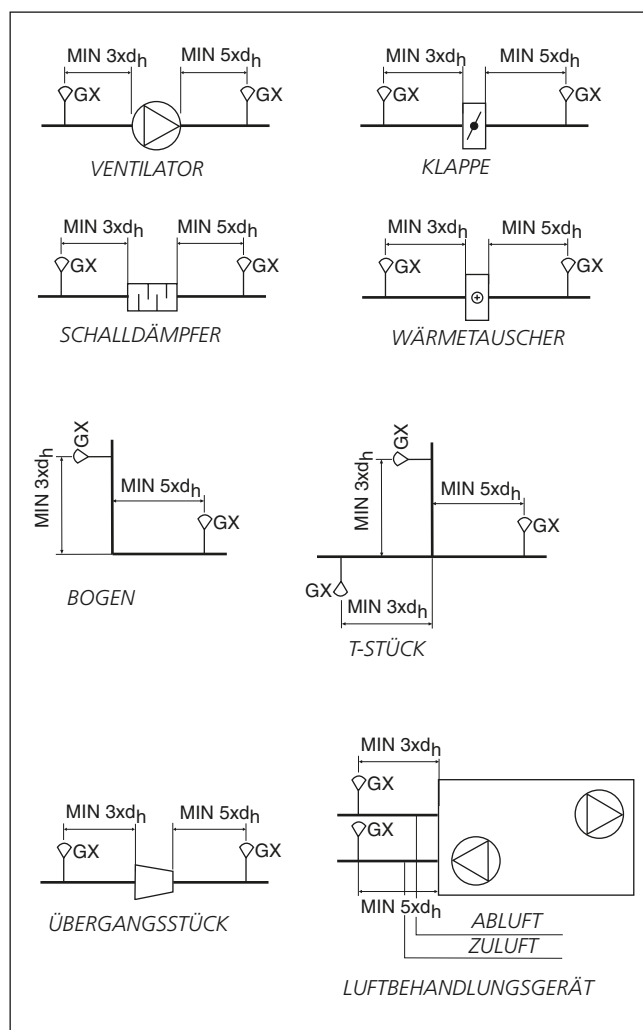 MIN 3xdh MIN 5xdh MIN 3xdh MIN 5xdh
GX GX GX GX
VENTILATOR KLAPPE
MIN 3xdh MIN 5xdh MIN 3xdh MIN 5xdh
GX GX GX GX
SCHALLDÄMPFER WÄRMETAUSCHER
GX GX
MIN 3xdh MIN 5xdh MIN 3xdh MIN 5xdh
GX GX
BOGEN
GX MIN 3xdh
T-STÜCK
MIN 3xdh
GX
MIN 3xdh MIN 5xdh
GX GX GX
MIN 5xdh
ÜBERGANGSSTÜCK ABLUFT
ZULUFT
LUFTBEHANDLUNGSGERÄT